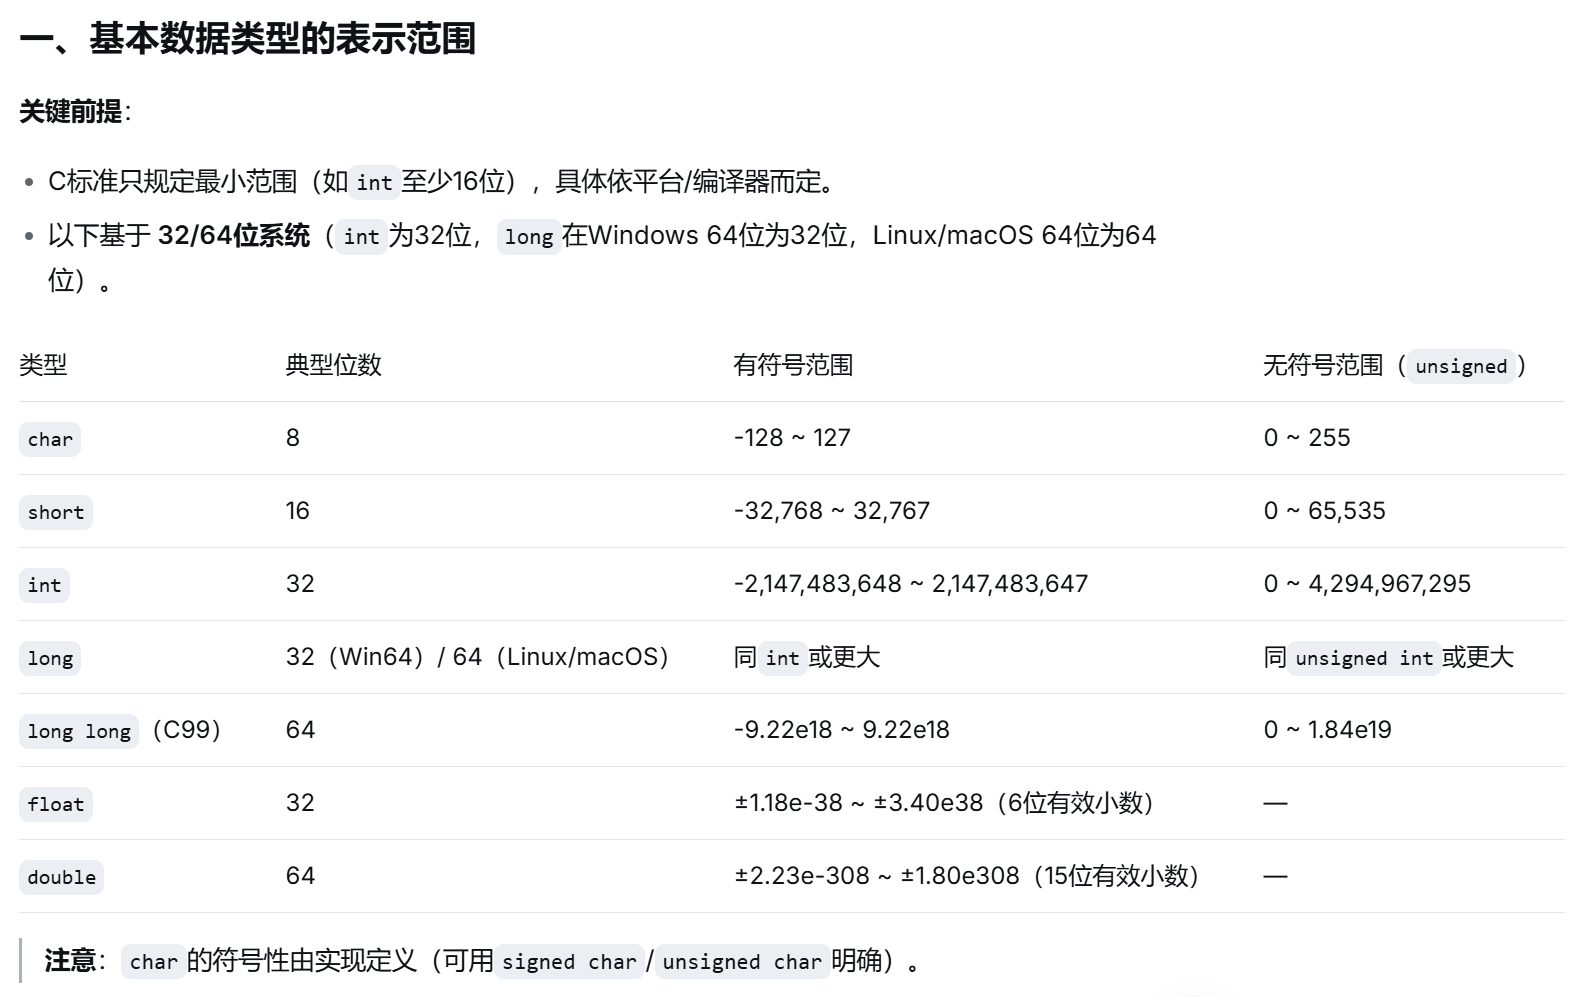 一、基本数据类型的表示范围
关键前提：
• C标准只规定最小范围（如 int 至少16位），具体依平台/编译器而定。
• 以下基于 32/64位系统（ int 为32位， long 在Windows 64位为32位，Linux/macOS 64位为64
位）。
类型 典型位数 有符号范围 无符号范围（ unsigned ）
char 8 -128 ~ 127 0 ~ 255
short 16 -32,768 ~ 32,767 0 ~ 65,535
int 32 -2,147,483,648 ~ 2,147,483,647 0 ~ 4,294,967,295
long 32（Win64）/ 64（Linux/macOS） 同 int 或更大 同 unsigned int 或更大
long long （C99） 64 -9.22e18 ~ 9.22e18 0 ~ 1.84e19
float 32 ±1.18e-38 ~ ±3.40e38（6位有效小数） —
double 64 ±2.23e-308 ~ ±1.80e308（15位有效小数） —
注意： char 的符号性由实现定义（可用 signed char / unsigned char 明确）。